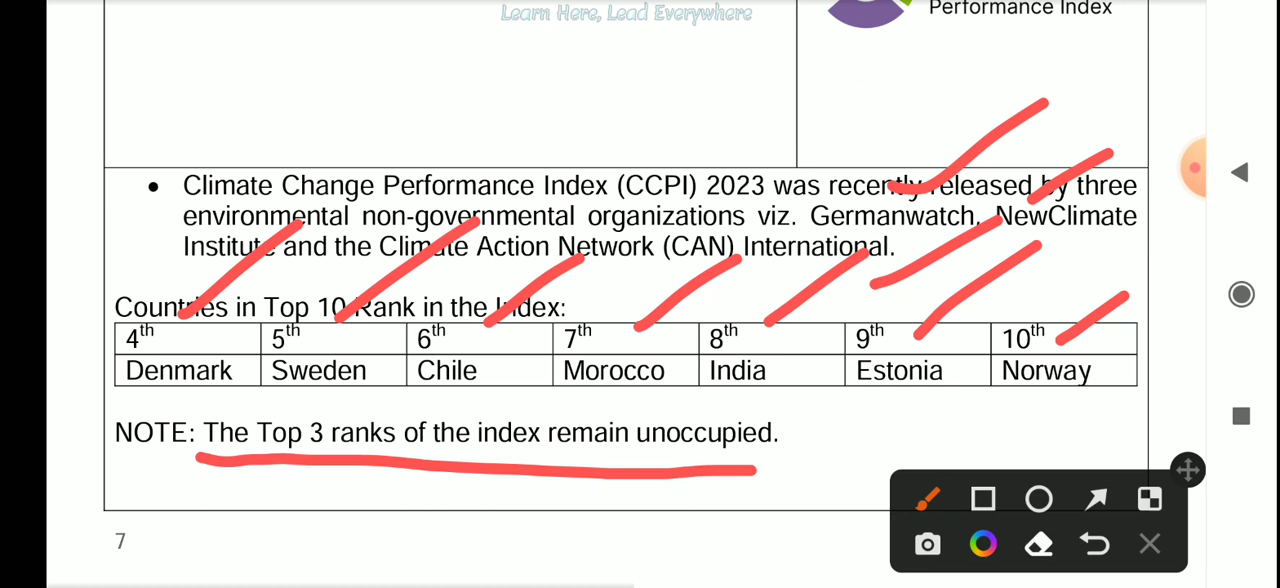 Learn Here, Lead Everywhere
Performance Index
• Climate Change Performance Index (CCPI) 2023 was recently released by three
environmental non-governmental organizations viz. Germanwatch, NewClimate
Institute and the Climate Action Network (CAN) International.
Countries in Top 10 Rank in the Index:
4th 5th 6th 7th 8th 9th 10th
Denmark Sweden Chile Morocco India Estonia Norway
NOTE: The Top 3 ranks of the index remain unoccupied.
7